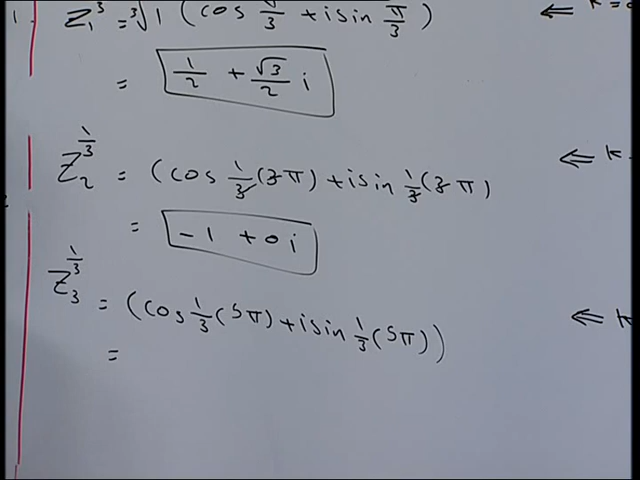 1. Z₁^3 = ∛1 (cos π/3 + i sin π/3) ⇐ k =
= 1/2 + √3/2 i
Z₂^1/3 = (cos 1/3 (3π) + i sin 1/3 (3π) ⇐ k
= -1 + 0i
Z₃^1/3 = (cos 1/3 (5π) + i sin 1/3 (5π)) ⇐ k
=